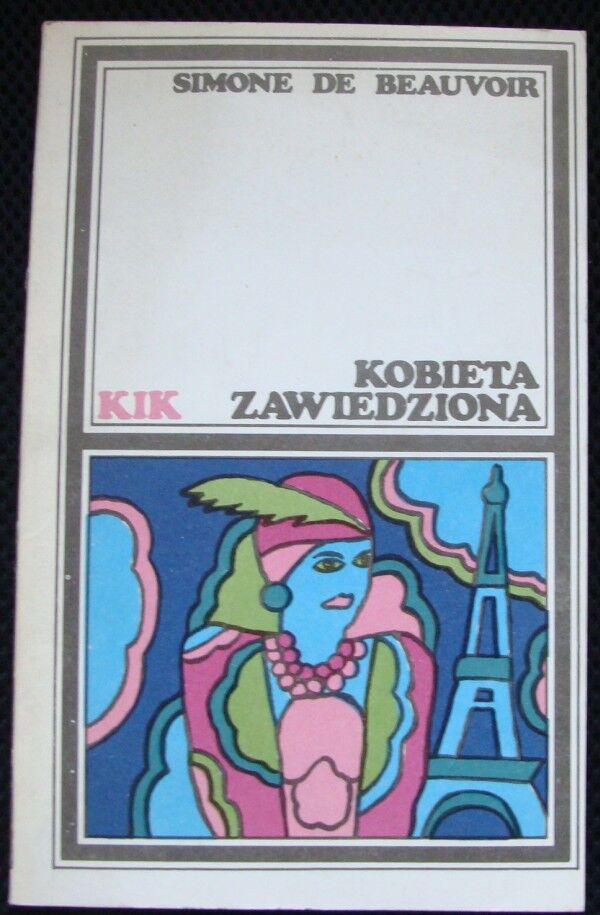 SIMONE DE BEAUVOIR
KOBIETA
KIK ZAWIEDZIONA